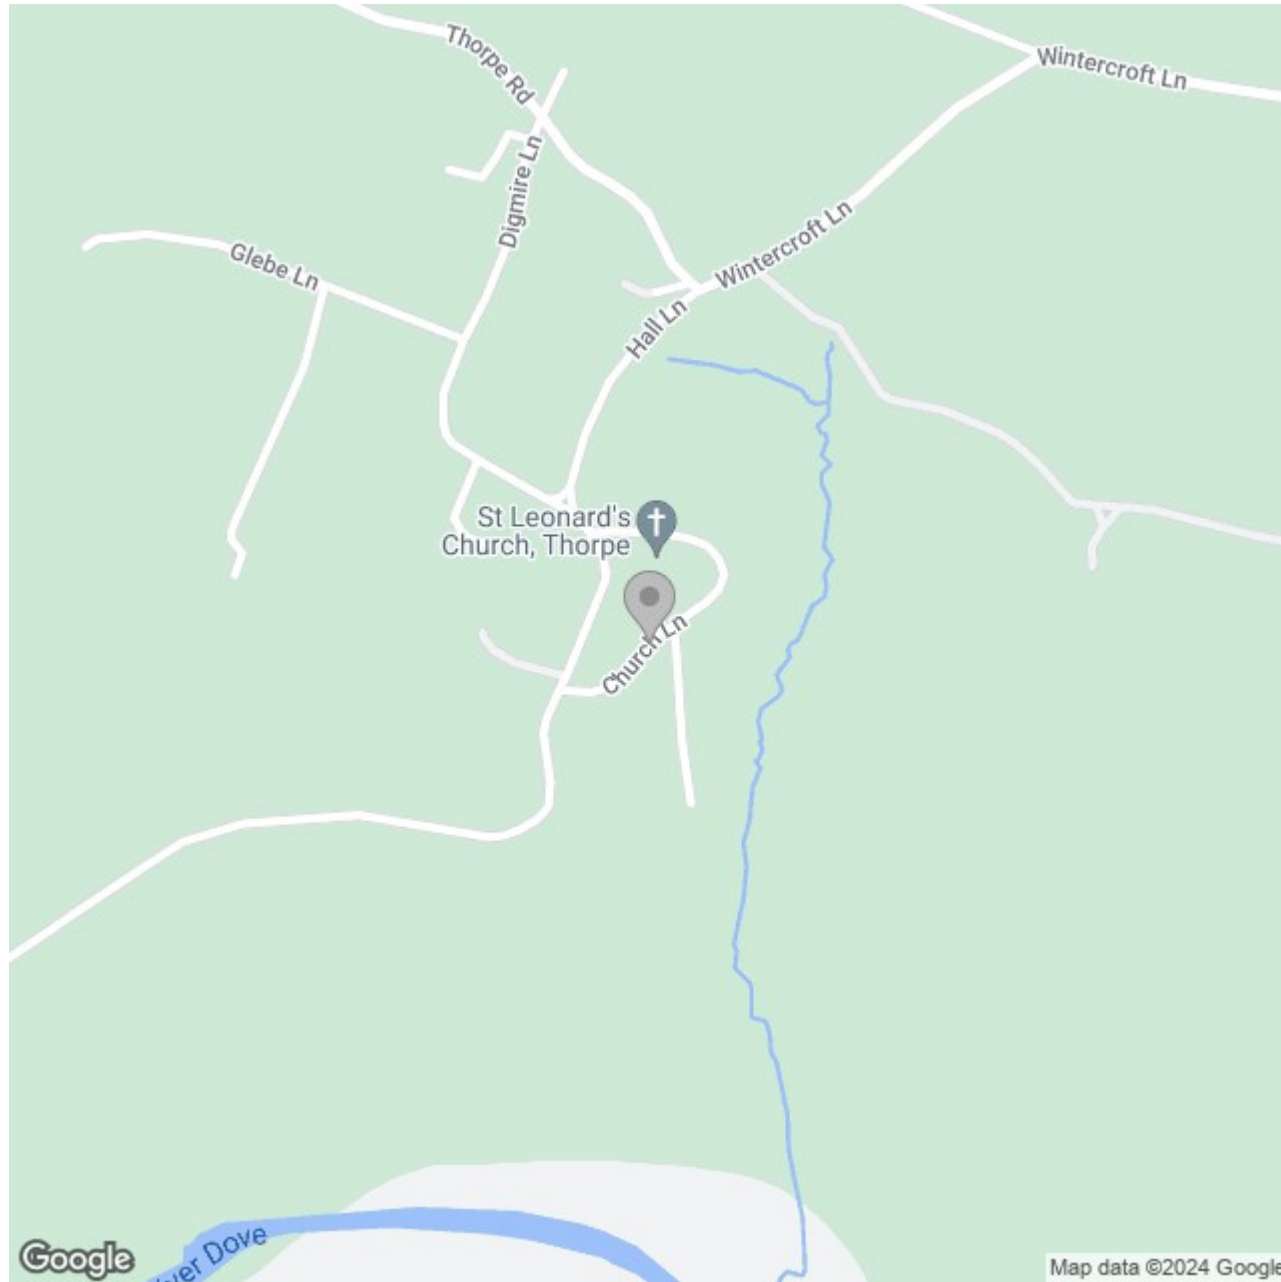 Thorpe Rd
Wintercroft Ln
Digmire Ln
Wintercroft Ln
Glebe Ln
Hall Ln
St Leonard's
Church, Thorpe
Church Ln
Dove
Google
Map data ©2024 Google